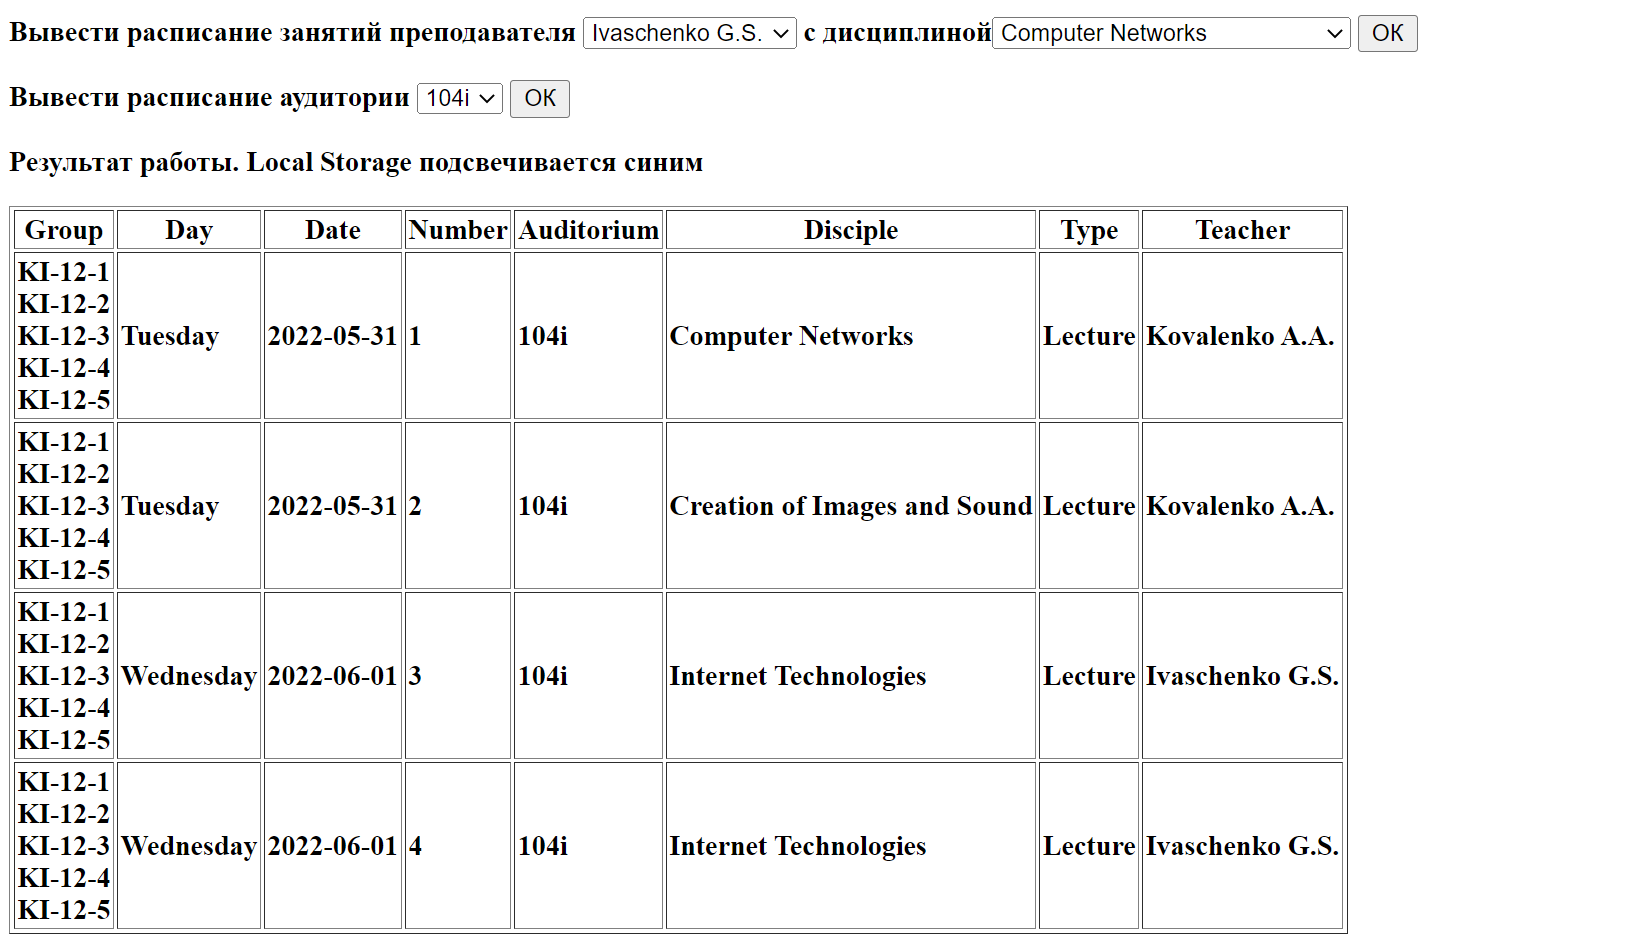 Вывести расписание занятий преподавателя Ivaschenko G.S. с дисциплиной Computer Networks OK
Вывести расписание аудитории 104i OK
Результат работы. Local Storage подсвечивается синим
Group Day Date Number Auditorium Disciple Type Teacher
KI-12-1
KI-12-2
KI-12-3 Tuesday 2022-05-31 1 104i Computer Networks Lecture Kovalenko A.A.
KI-12-4
KI-12-5
KI-12-1
KI-12-2
KI-12-3 Tuesday 2022-05-31 2 104i Creation of Images and Sound Lecture Kovalenko A.A.
KI-12-4
KI-12-5
KI-12-1
KI-12-2
KI-12-3 Wednesday 2022-06-01 3 104i Internet Technologies Lecture Ivaschenko G.S.
KI-12-4
KI-12-5
KI-12-1
KI-12-2
KI-12-3 Wednesday 2022-06-01 4 104i Internet Technologies Lecture Ivaschenko G.S.
KI-12-4
KI-12-5